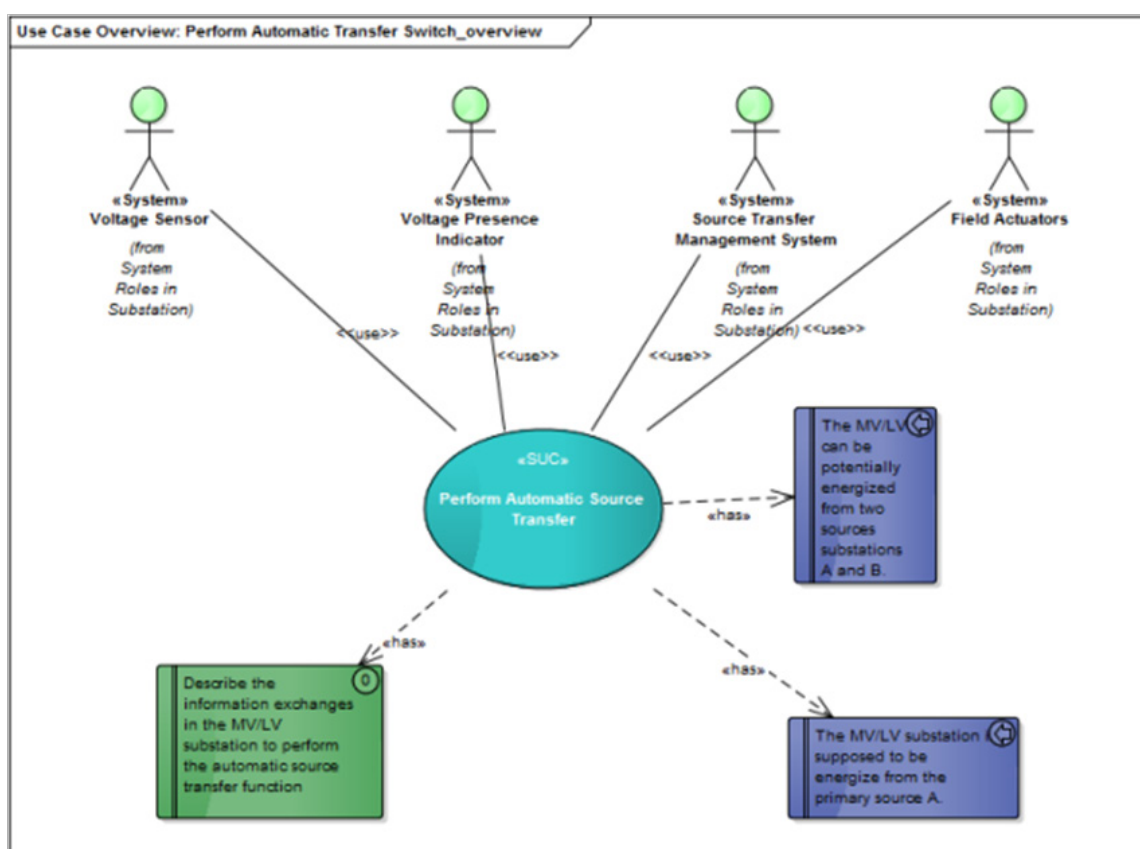 Use Case Overview: Perform Automatic Transfer Switch_overview
«System»
Voltage Sensor
(from
System
Roles in
Substation)
«System»
Voltage Presence
Indicator
(from
System
Roles in
Substation)
«System»
Source Transfer
Management System
(from
System
Roles in
Substation)
«System»
Field Actuators
(from
System
Roles in
Substation)
<<use>>
<<use>>
<<use>>
<<use>>
«SUC»
Perform Automatic Source
Transfer
«has»
The MV/LV
can be
potentially
energized
from two
sources
substations
A and B.
«has»
Describe the
information exchanges
in the MV/LV
substation to perform
the automatic source
transfer function
0
«has»
The MV/LV substation
supposed to be
energize from the
primary source A.